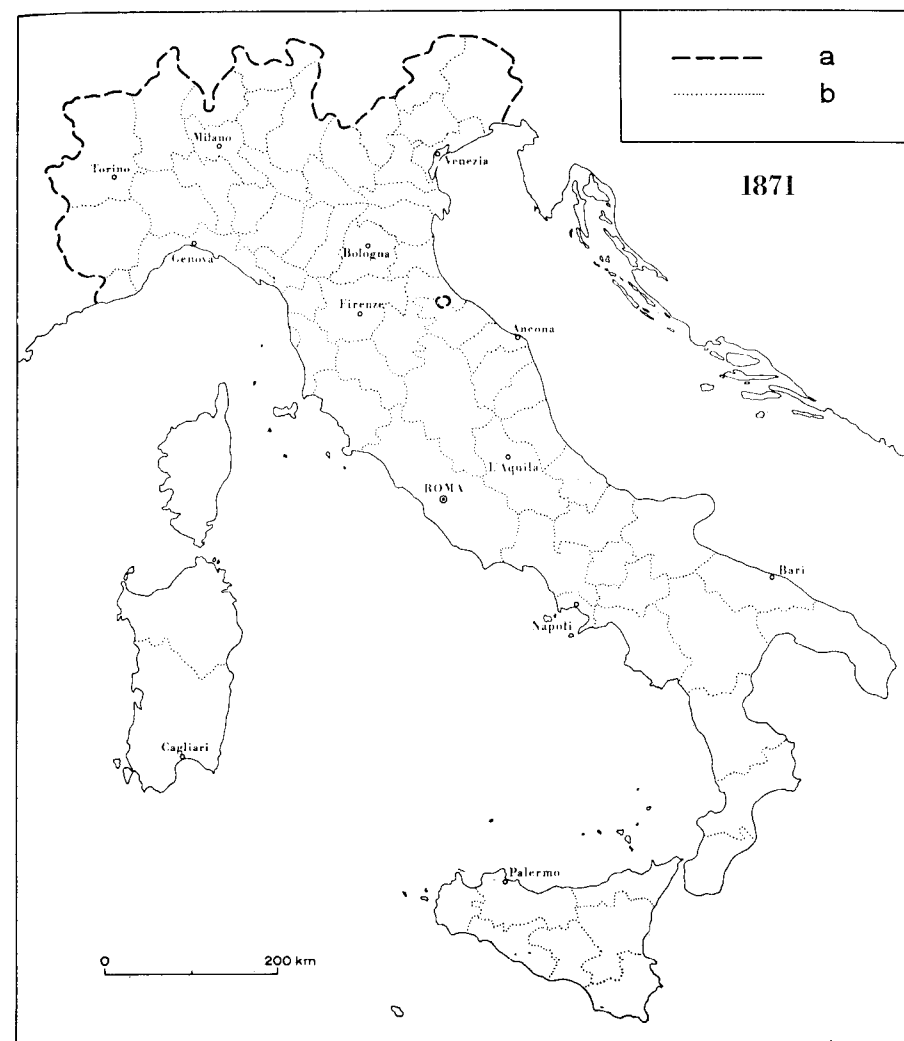 a
b
1871
Milano
Torino
Venezia
Genova
Bologna
Firenze
Ancona
L'Aquila
ROMA
Bari
Napoli
Cagliari
Palermo
0 200 km